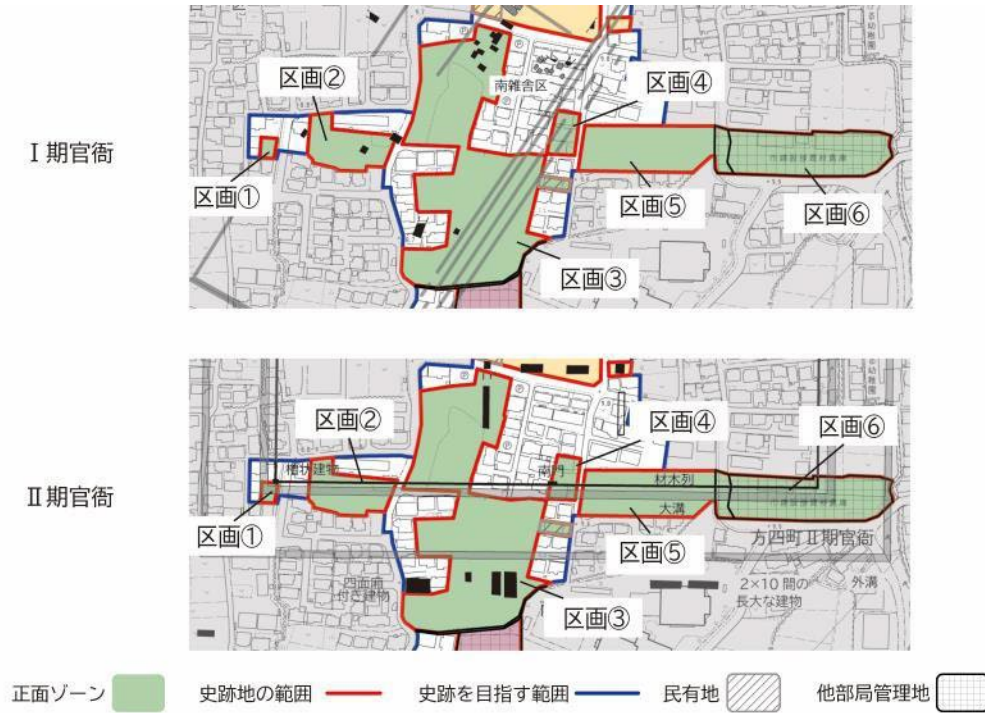 Ⅰ期官衙
区画②
区画④
南雑舎区
区画①
区画⑤
区画⑥
区画③
Ⅱ期官衙
区画②
区画④
区画⑥
櫓状建物
南門
材木列
大溝
区画①
区画⑤
方四町Ⅱ期官衙
四面廂
付き建物
2×10間の
長大な建物
外溝
区画③
正面ゾーン
史跡地の範囲
史跡を目指す範囲
民有地
他部局管理地